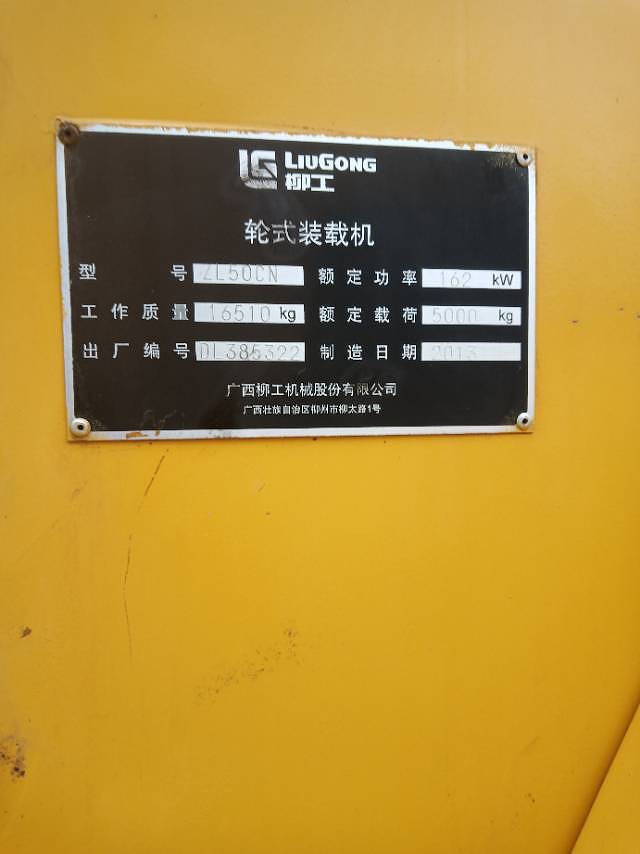 LIUGONG
柳工
轮式装载机
型号 ZL50CN 额定功率 162 kW
工作质量 16510 kg 额定载荷 5000 kg
出厂编号 DL385322 制造日期 2013
广西柳工机械股份有限公司
广西壮族自治区柳州市柳太路1号